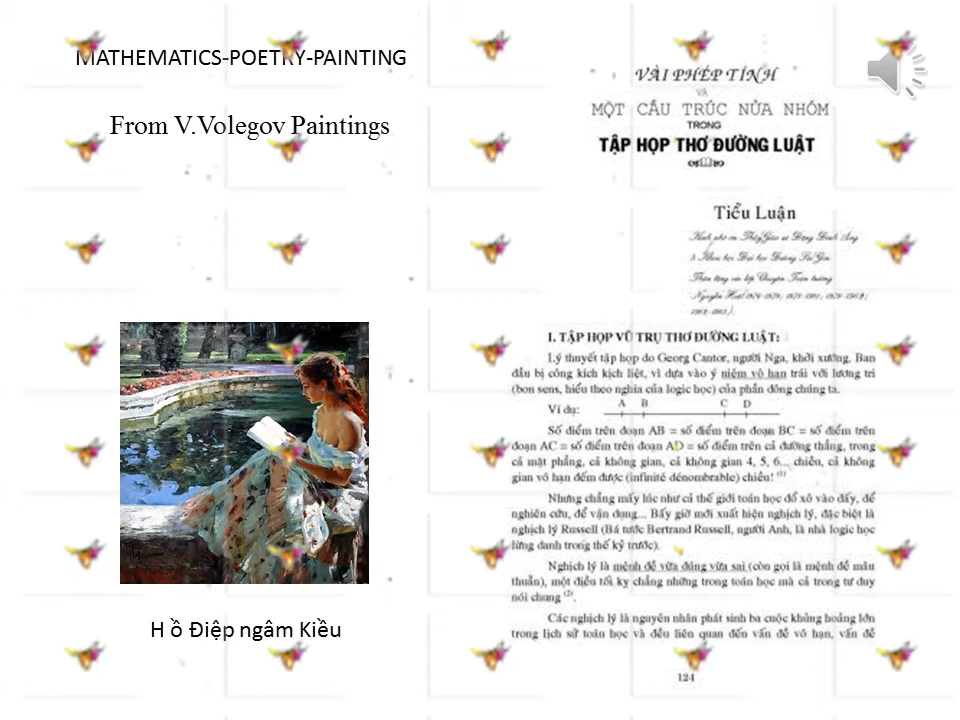 MATHEMATICS-POETRY-PAINTING
From V.Volegov Paintings
H ồ Điệp ngâm Kiều
VÀI PHÉP TÍNH
VÀ
MỘT CẤU TRÚC NỬA NHÓM
TRONG
TẬP HỢP THƠ ĐƯỜNG LUẬT
Tiểu Luận
I. TẬP HỢP VŨ TRỤ THƠ ĐƯỜNG LUẬT:
Lý thuyết tập hợp do Georg Cantor, người Nga, khởi xướng. Ban
đầu bị công kích kịch liệt, vì dựa vào ý niệm vô hạn trái với lương tri
(bon sens, hiểu theo nghĩa của logic học) của phần đông chúng ta.
A B C D
Ví dụ:
Số điểm trên đoạn AB = số điểm trên đoạn BC = số điểm trên
đoạn AC = số điểm trên đoạn AD = số điểm trên cả đường thẳng, trong
cả mặt phẳng, cả không gian, cả không gian 4, 5, 6... chiều, cả không
gian vô hạn đếm được (infinité dénombrable) chiều! (1)
Nhưng chẳng mấy lúc như cả thế giới toán học đổ xô vào đấy, để
nghiên cứu, để vận dụng... Bấy giờ mới xuất hiện nghịch lý, đặc biệt là
nghịch lý Russell (Bá tước Bertrand Russell, người Anh, là nhà logic học
lừng danh trong thế kỷ trước).
Nghịch lý là mệnh đề vừa đúng vừa sai (còn gọi là mệnh đề mâu
thuẫn), một điều tối kỵ chẳng những trong toán học mà cả trong tư duy
nói chung (2).
Các nghịch lý là nguyên nhân phát sinh ba cuộc khủng hoảng lớn
trong lịch sử toán học và đều liên quan đến vấn đề vô hạn, vấn đề
124